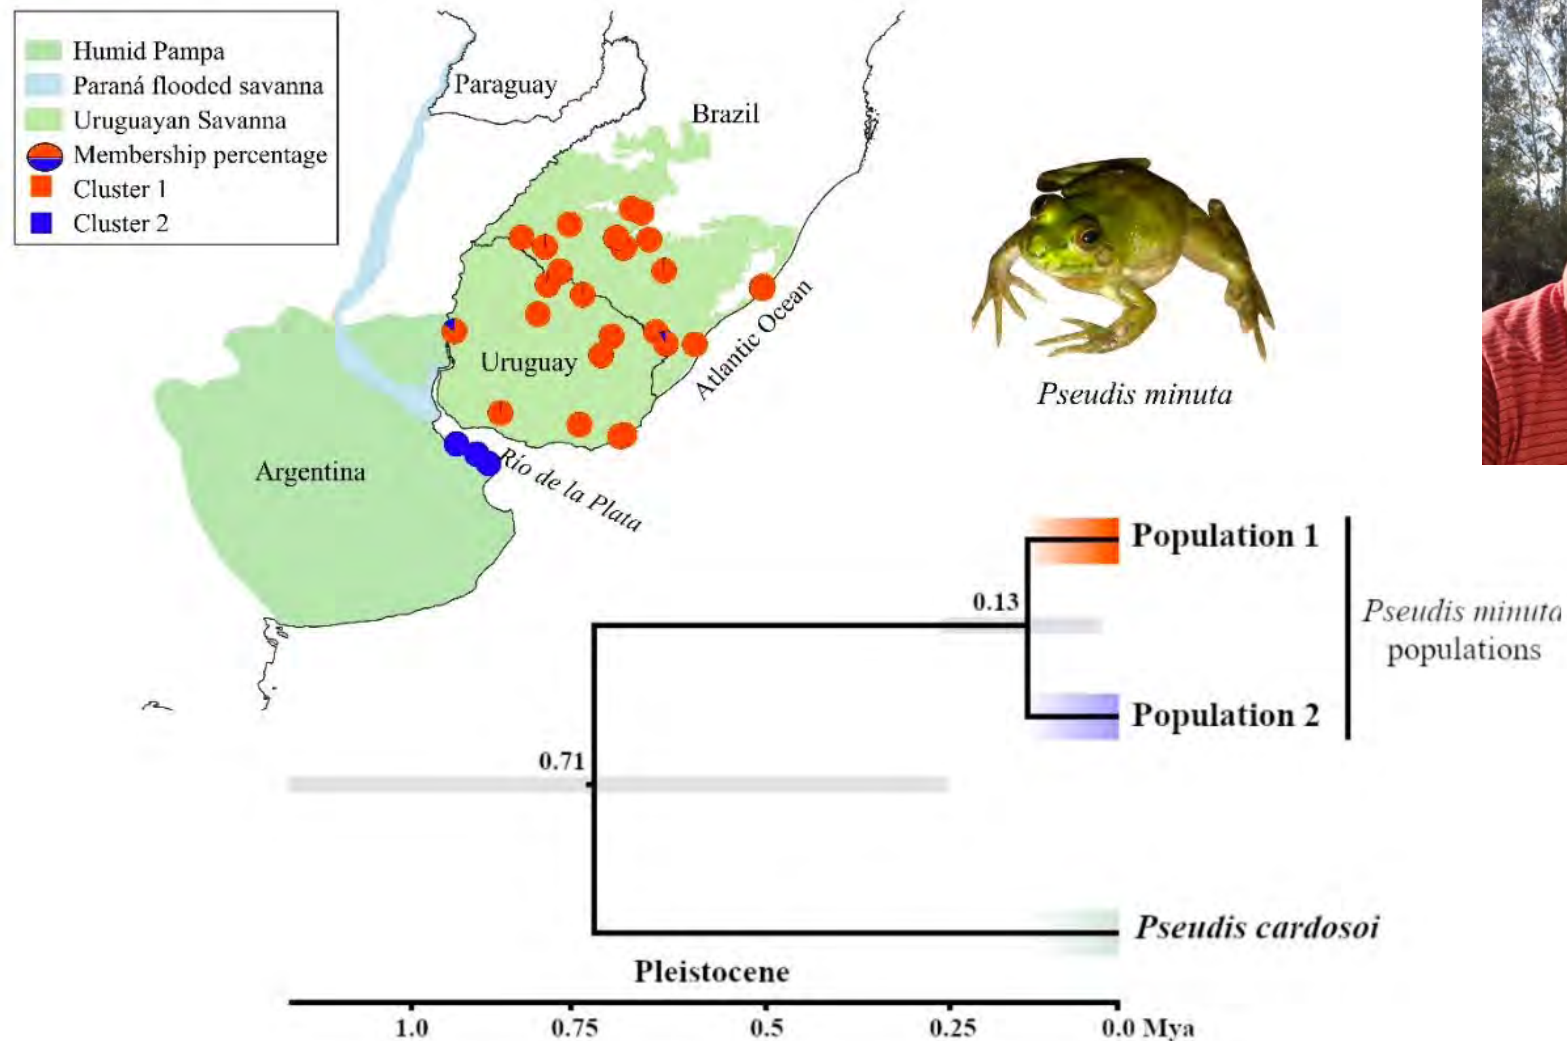 Humid Pampa
Paraná flooded savanna
Uruguayan Savanna
Membership percentage
Cluster 1
Cluster 2
Paraguay
Brazil
Uruguay
Atlantic Ocean
Argentina
Río de la Plata
Pseudis minuta
Population 1
0.13
Pseudis minuta
populations
Population 2
0.71
Pseudis cardosoi
Pleistocene
1.0 0.75 0.5 0.25 0.0 Mya